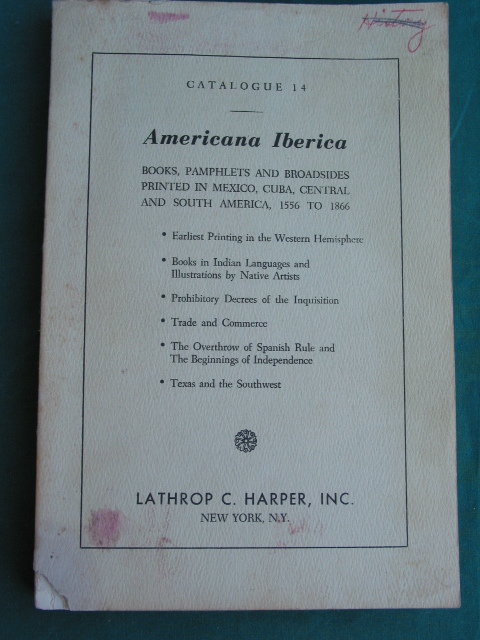 History
CATALOGUE 14
Americana Iberica
BOOKS, PAMPHLETS AND BROADSIDES
PRINTED IN MEXICO, CUBA, CENTRAL
AND SOUTH AMERICA, 1556 TO 1866
• Earliest Printing in the Western Hemisphere
• Books in Indian Languages and
Illustrations by Native Artists
• Prohibitory Decrees of the Inquisition
• Trade and Commerce
• The Overthrow of Spanish Rule and
The Beginnings of Independence
• Texas and the Southwest
LATHROP C. HARPER, INC.
NEW YORK, N.Y.